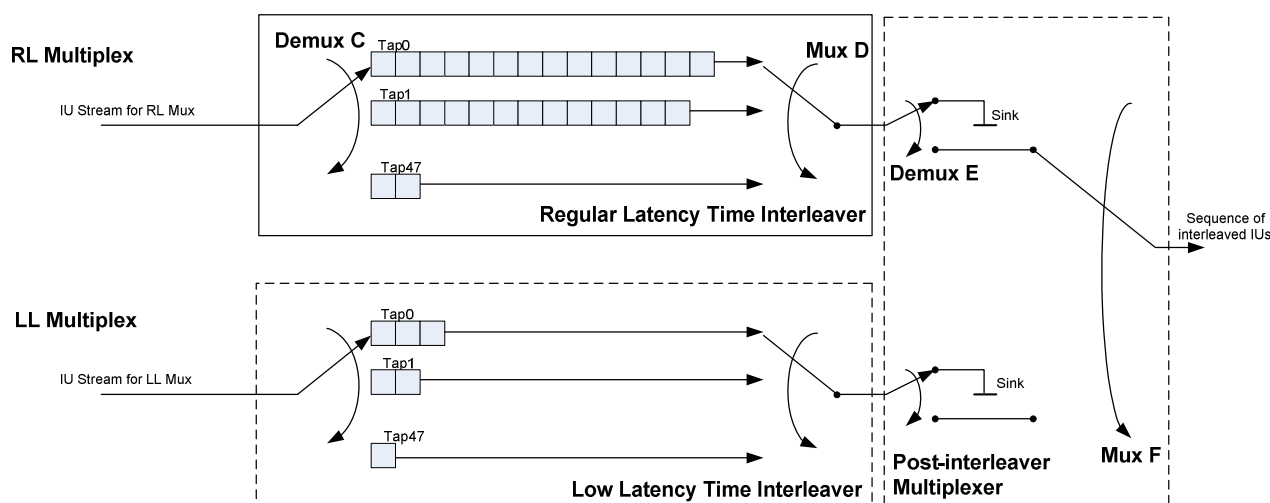 RL Multiplex
IU Stream for RL Mux
Demux C
Tap0
Tap1
Tap47
Mux D
Regular Latency Time Interleaver
Sink
Demux E
Sequence of
interleaved IUs
LL Multiplex
IU Stream for LL Mux
Tap0
Tap1
Tap47
Low Latency Time Interleaver
Sink
Post-interleaver
Multiplexer
Mux F